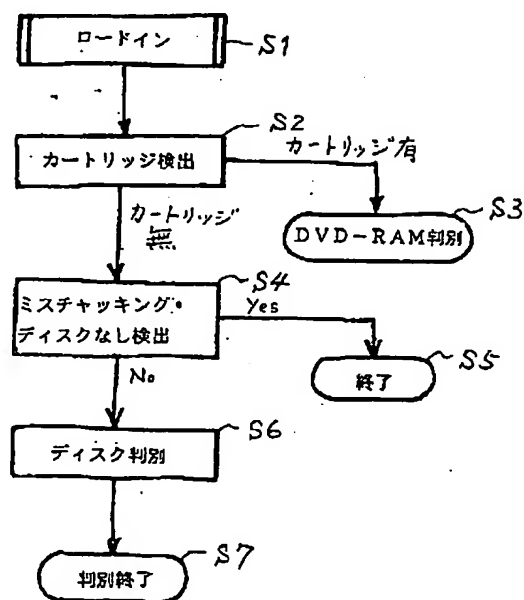 ロードイン
S1
S2
カートリッジ検出
カートリッジ有
S3
DVD-RAM判別
カートリッジ
無
S4
ミスチャッキング・
ディスクなし検出
Yes
S5
終了
No
S6
ディスク判別
S7
判別終了